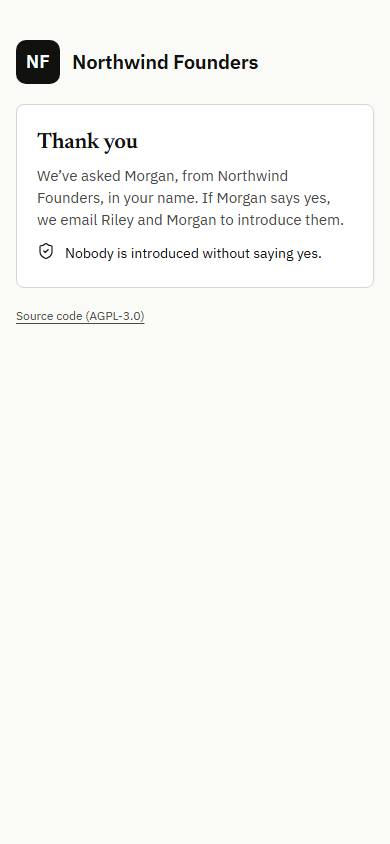 NF
Northwind Founders
Thank you
We’ve asked Morgan, from Northwind
Founders, in your name. If Morgan says yes,
we email Riley and Morgan to introduce them.
Nobody is introduced without saying yes.
Source code (AGPL-3.0)